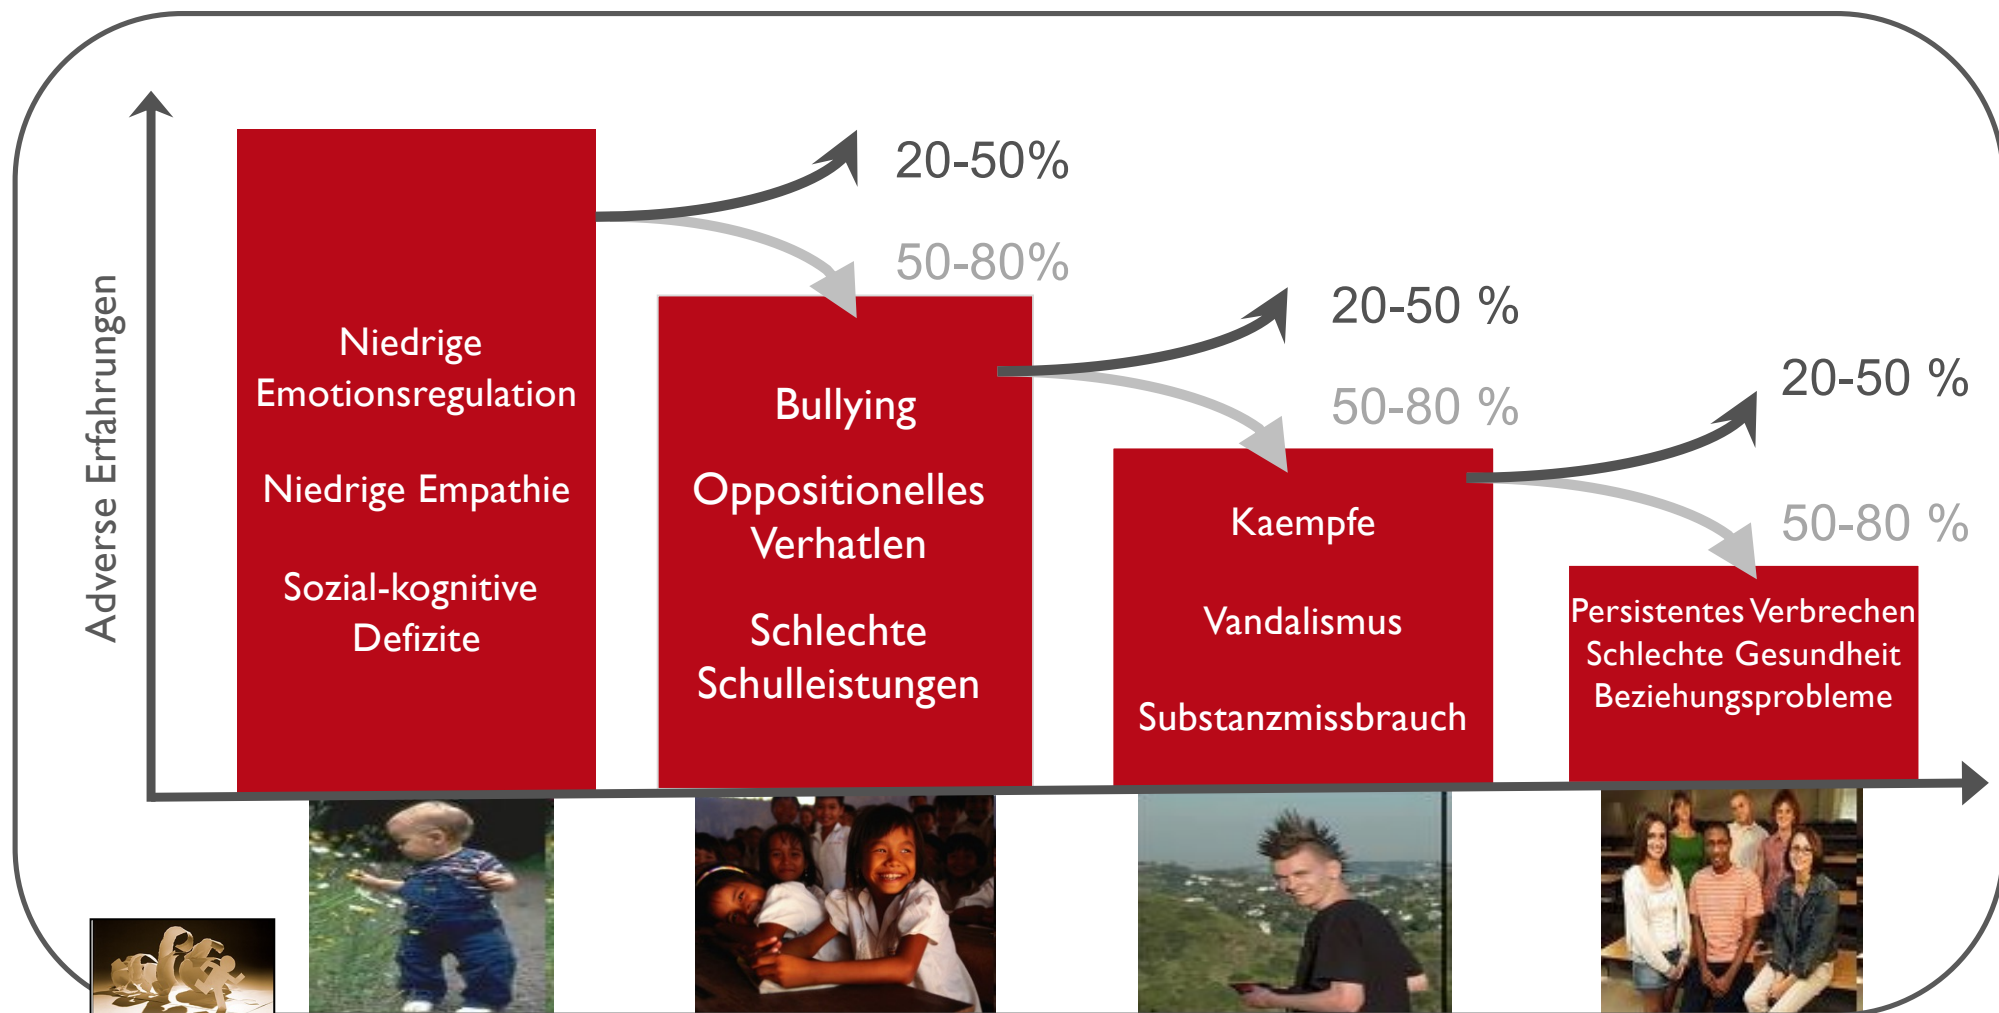 Adverse Erfahrungen
Niedrige
Emotionsregulation
Niedrige Empathie
Sozial-kognitive
Defizite
20-50%
50-80%
Bullying
Oppositionelles
Verhatlen
Schlechte
Schulleistungen
20-50 %
50-80 %
Kaempfe
Vandalismus
Substanzmissbrauch
20-50 %
50-80 %
Persistentes Verbrechen
Schlechte Gesundheit
Beziehungsprobleme